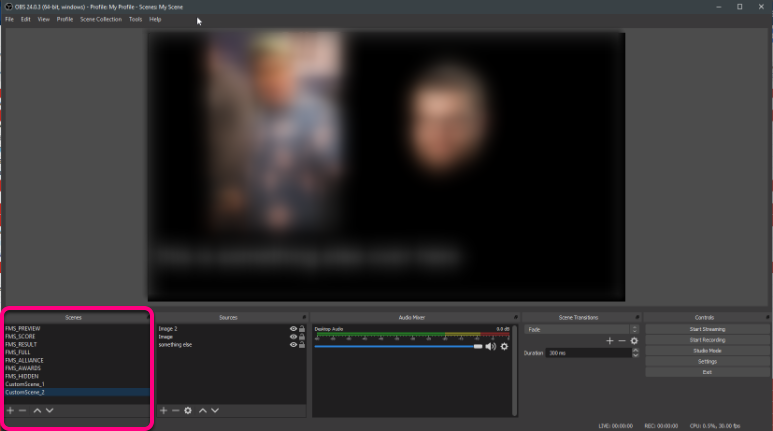 OBS 24.0.3 (64-bit, windows) - Profile: My Profile - Scenes: My Scene
File Edit View Profile Scene Collection Tools Help
Scenes
FMS_PREVIEW
FMS_SCORE
FMS_RESULT
FMS_FULL
FMS_ALLIANCE
FMS_AWARDS
FMS_HIDDEN
CustomScene_1
CustomScene_2
Sources
Image 2
Image
something else
Audio Mixer
Desktop Audio 0.0 dB
Scene Transitions
Fade
Duration 300 ms
Controls
Start Streaming
Start Recording
Studio Mode
Settings
Exit
LIVE: 00:00:00 REC: 00:00:00 CPU: 0.5%, 30.00 fps